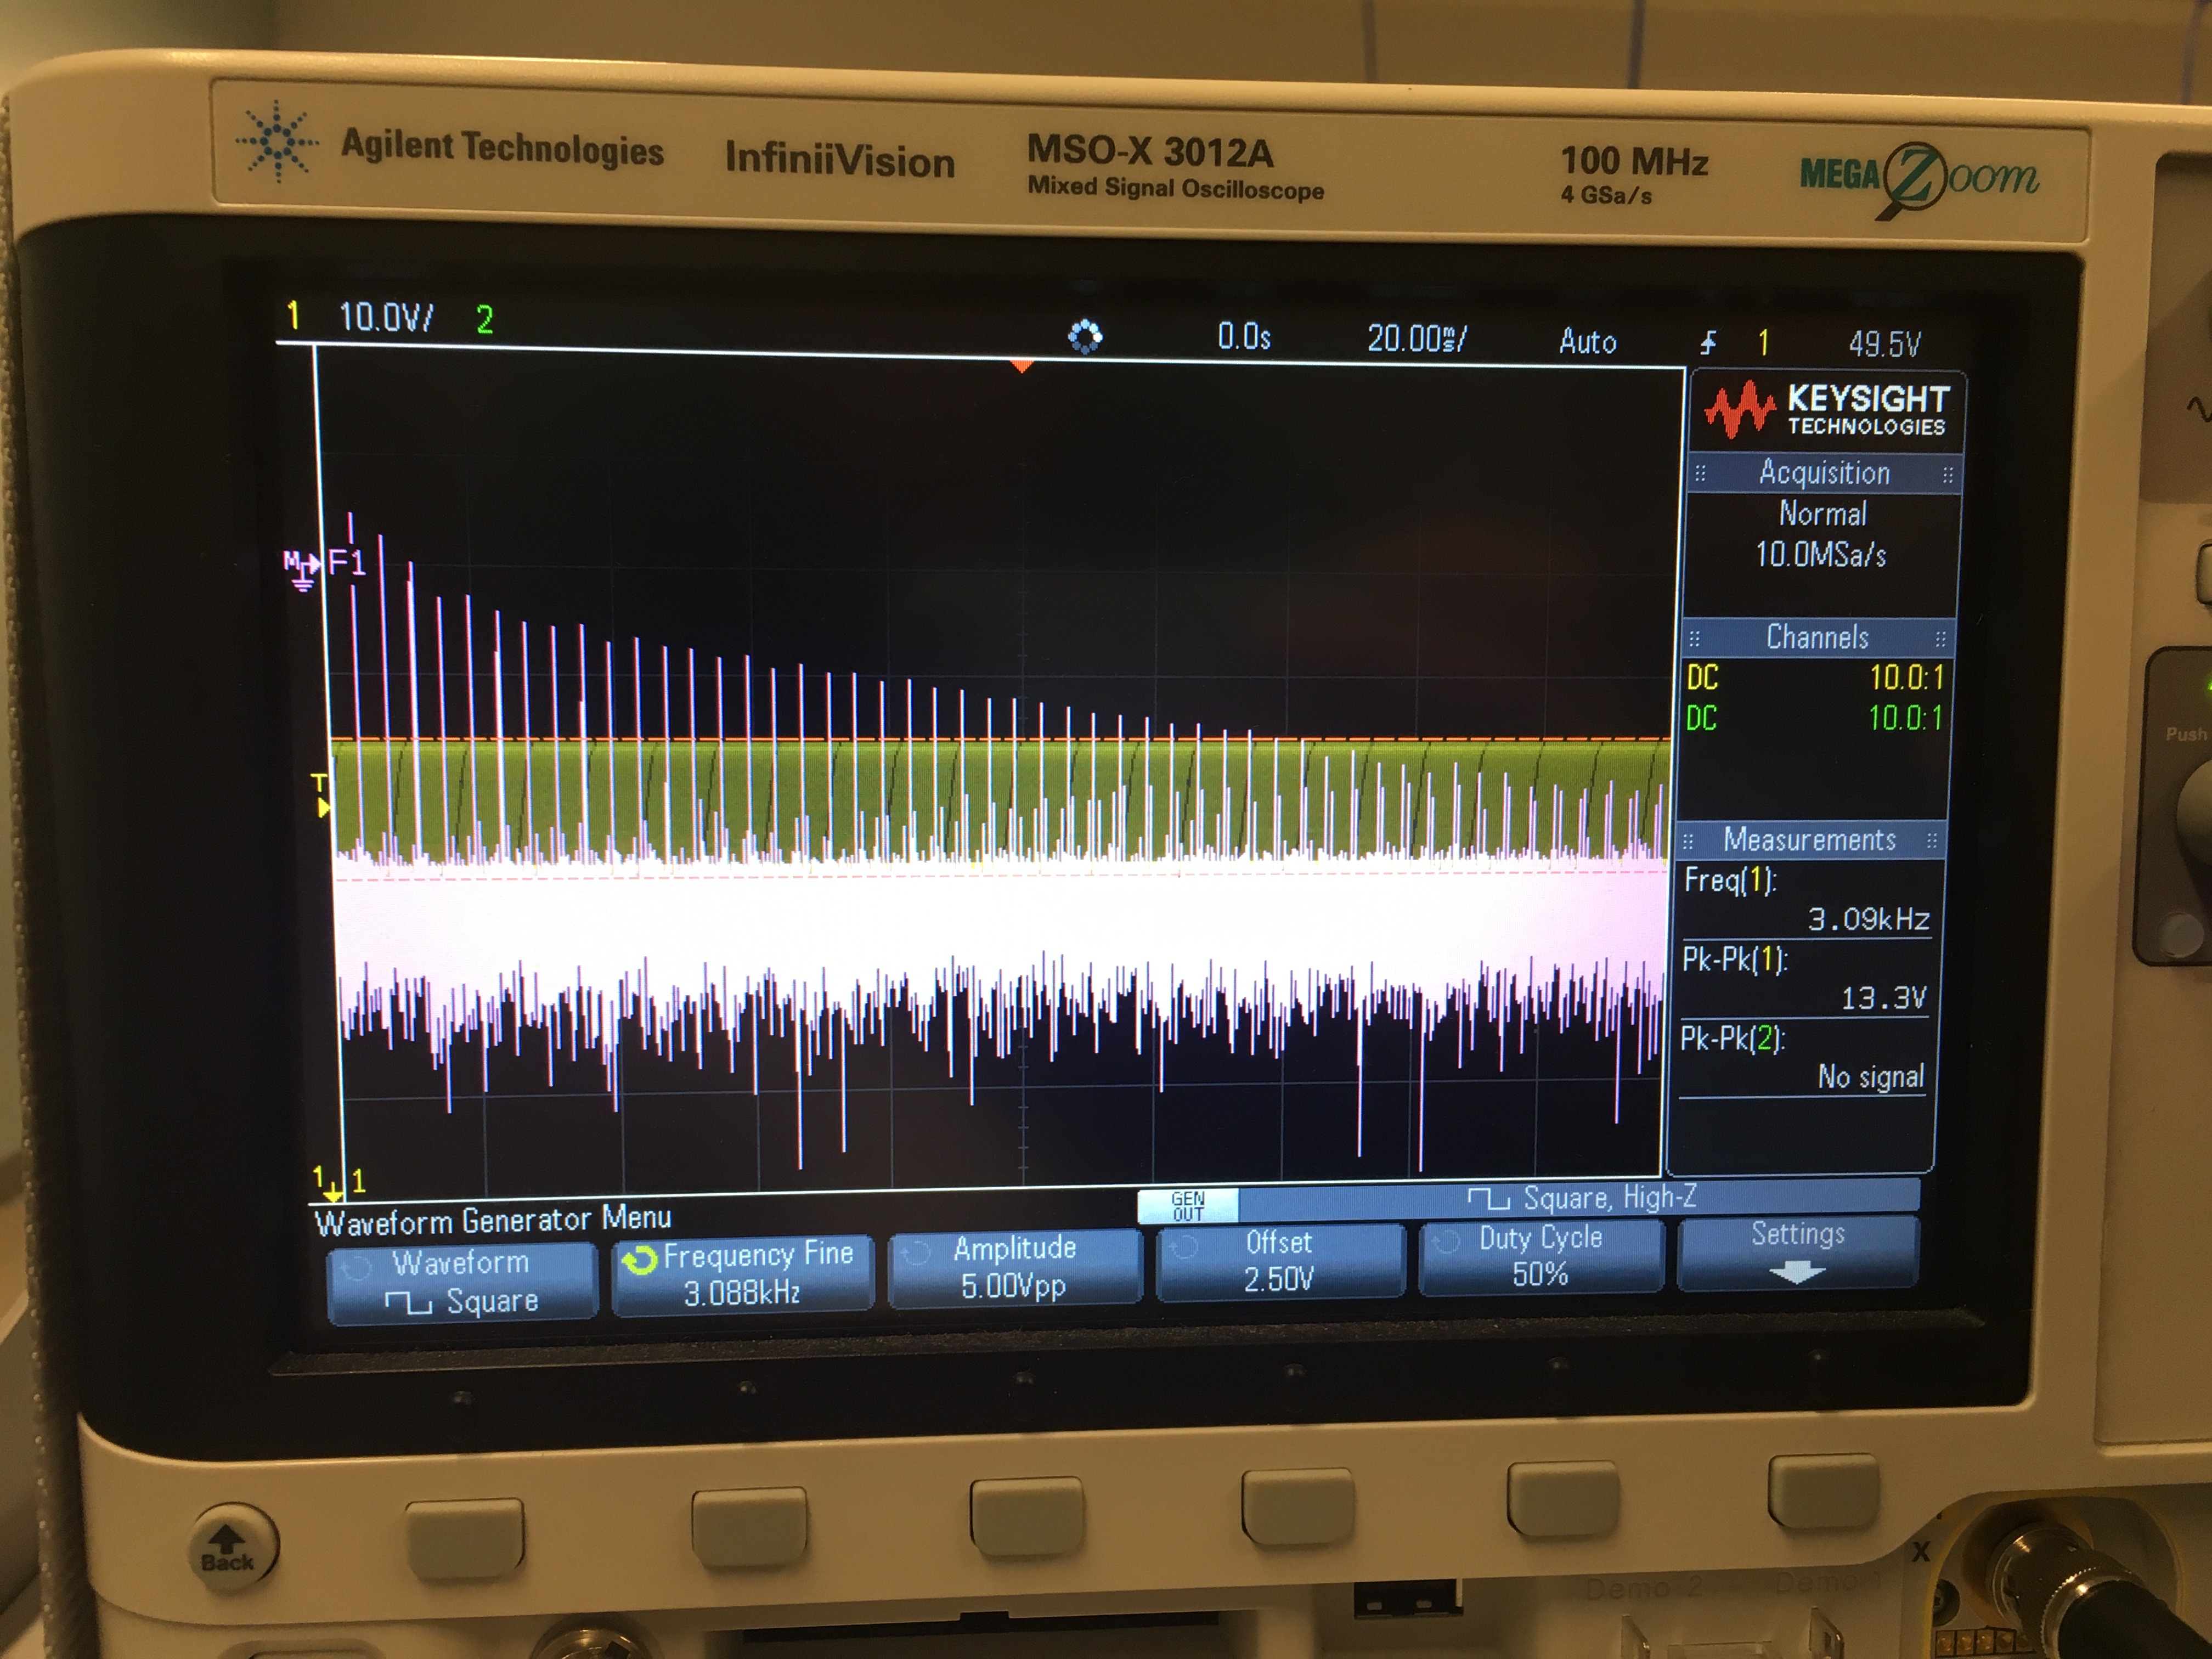 Agilent Technologies InfiniiVision MSO-X 3012A 100 MHz MEGA Zoom
Mixed Signal Oscilloscope 4 GSa/s
1 10.0V/ 2 0.0s 20.00ms/ Auto 1 49.5V
KEYSIGHT
TECHNOLOGIES
Acquisition
Normal
10.0MSa/s
Channels
DC 10.0:1
DC 10.0:1
Measurements
Freq(1):
3.09kHz
Pk-Pk(1):
13.3V
Pk-Pk(2):
No signal
M F1
T
1 1
Waveform Generator Menu
GEN
OUT
Square, High-Z
Waveform
Square
Frequency Fine
3.088kHz
Amplitude
5.00Vpp
Offset
2.50V
Duty Cycle
50%
Settings
Push
Back
X
Demo 2 Demo 1